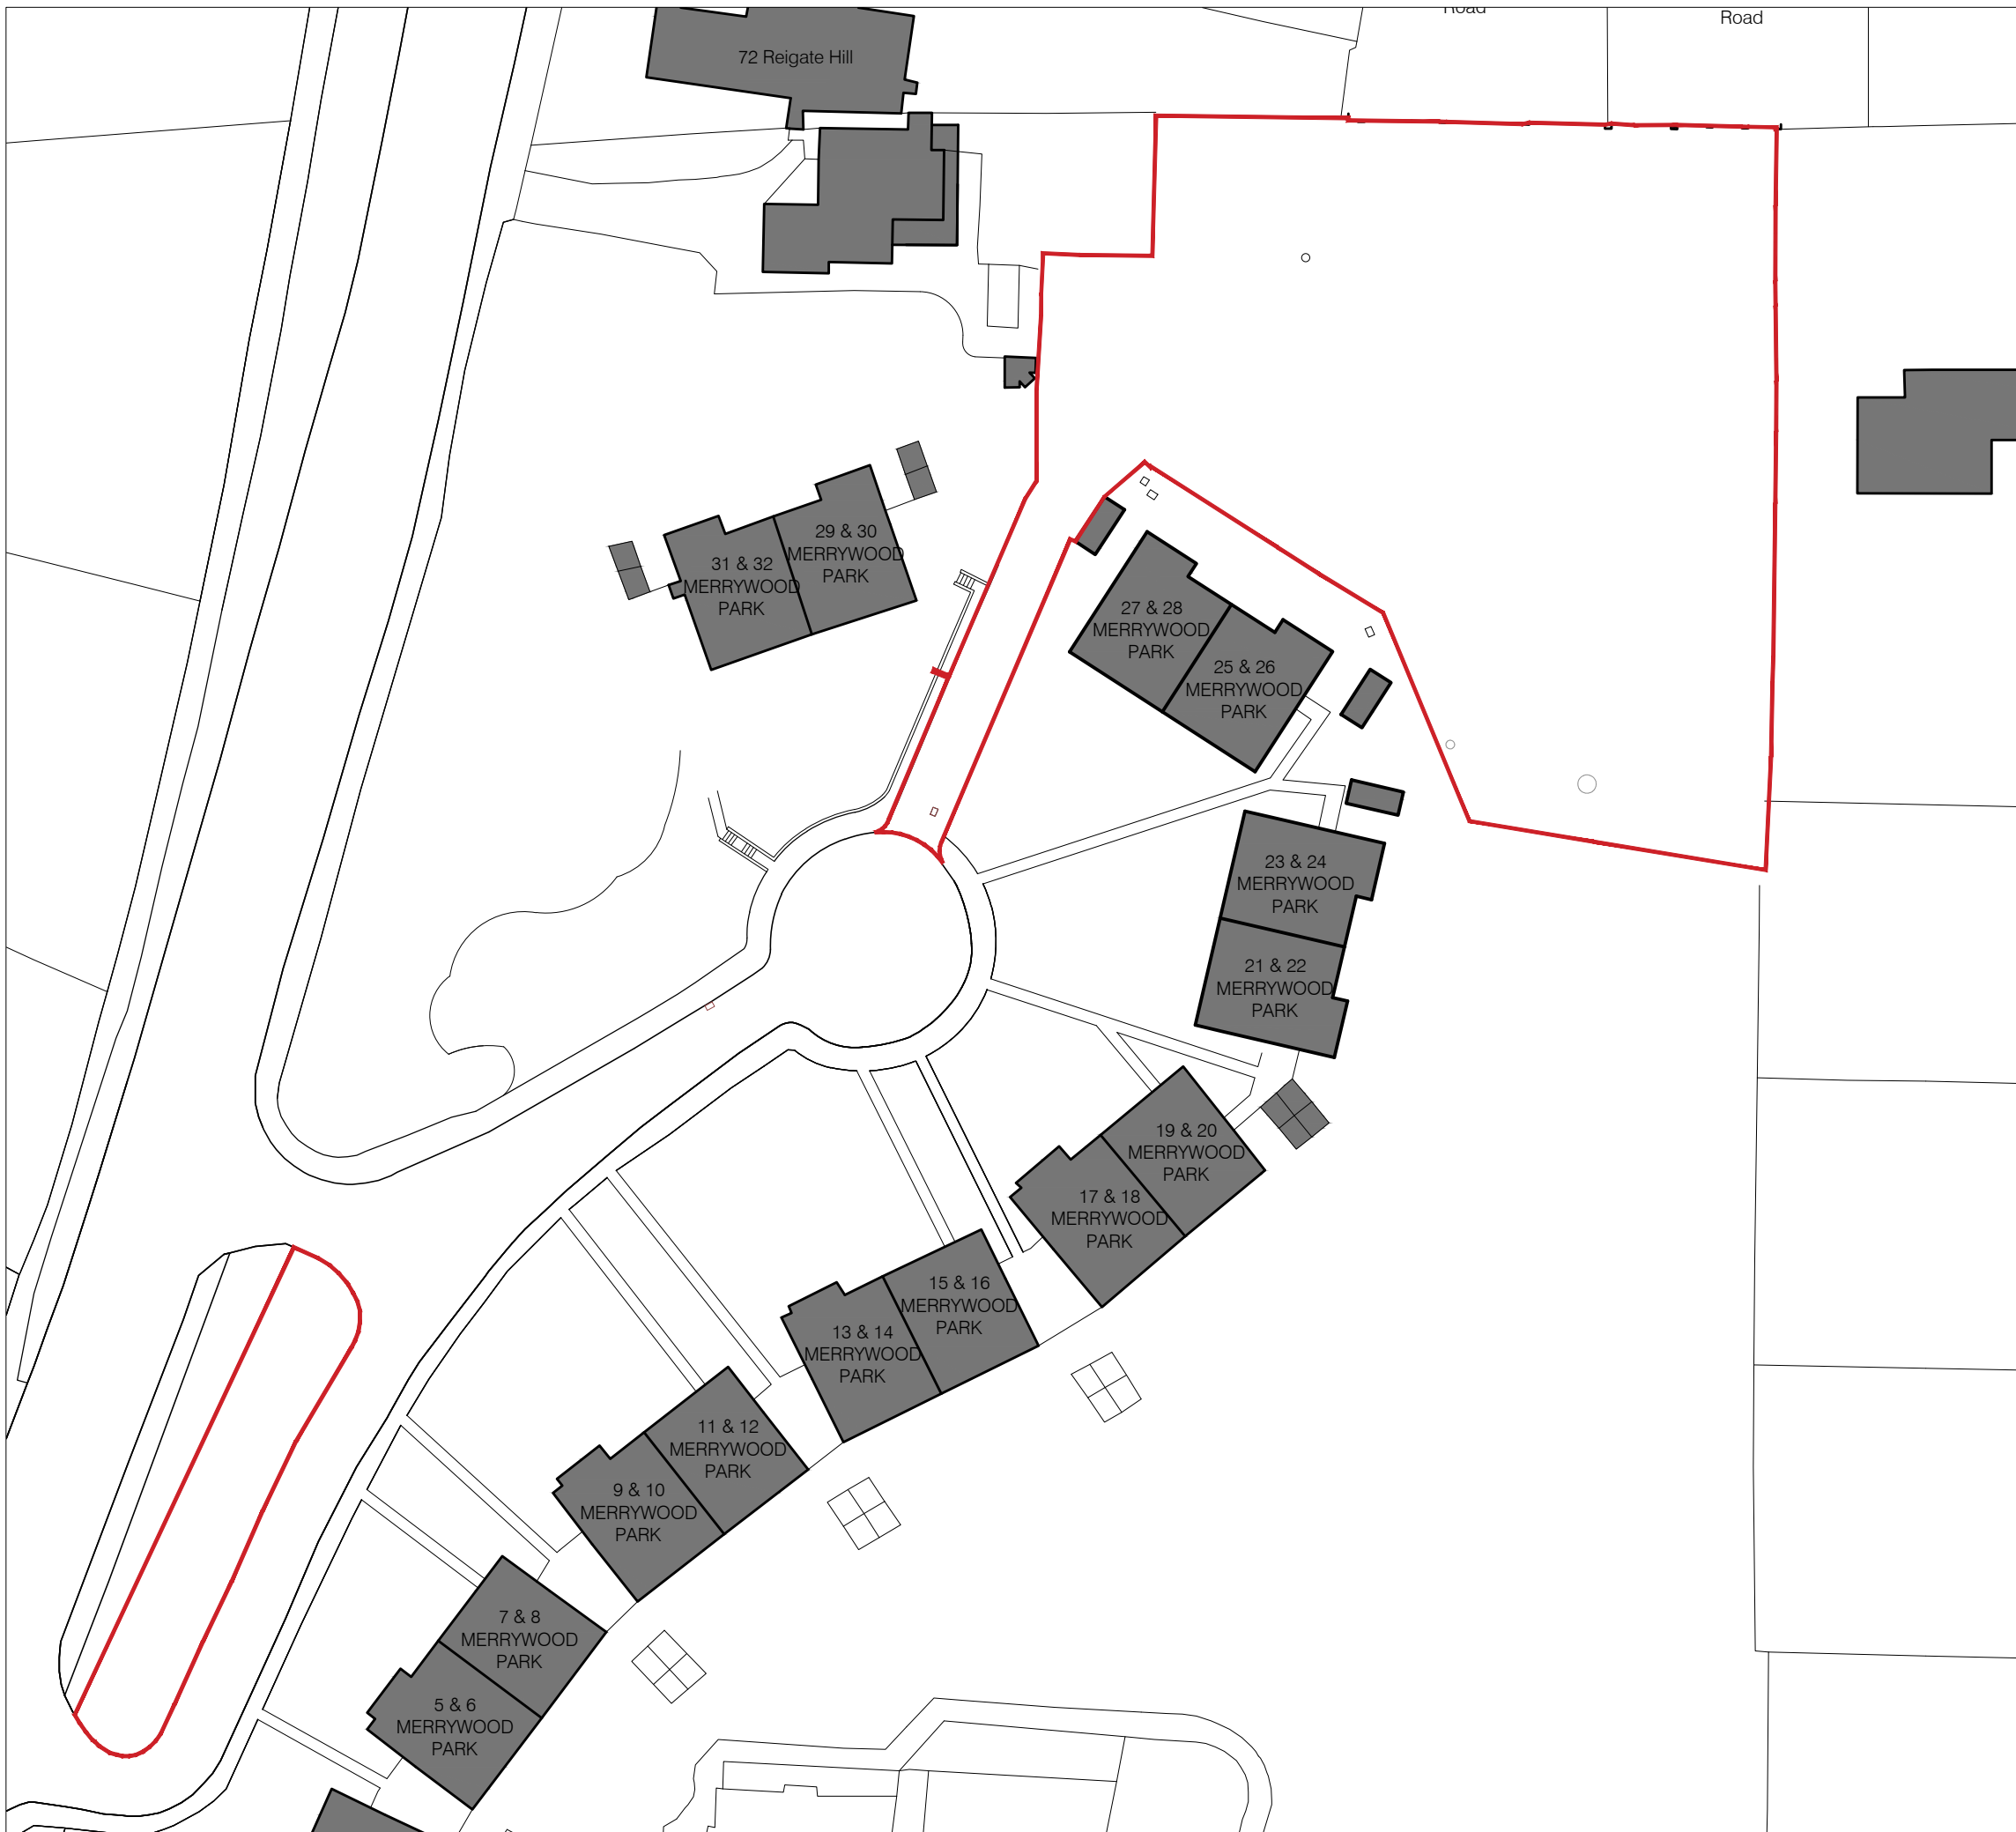 Road
Road
72 Reigate Hill
29 & 30
MERRYWOOD
PARK
31 & 32
MERRYWOOD
PARK
27 & 28
MERRYWOOD
PARK
25 & 26
MERRYWOOD
PARK
23 & 24
MERRYWOOD
PARK
21 & 22
MERRYWOOD
PARK
19 & 20
MERRYWOOD
PARK
17 & 18
MERRYWOOD
PARK
15 & 16
MERRYWOOD
PARK
13 & 14
MERRYWOOD
PARK
11 & 12
MERRYWOOD
PARK
9 & 10
MERRYWOOD
PARK
7 & 8
MERRYWOOD
PARK
5 & 6
MERRYWOOD
PARK